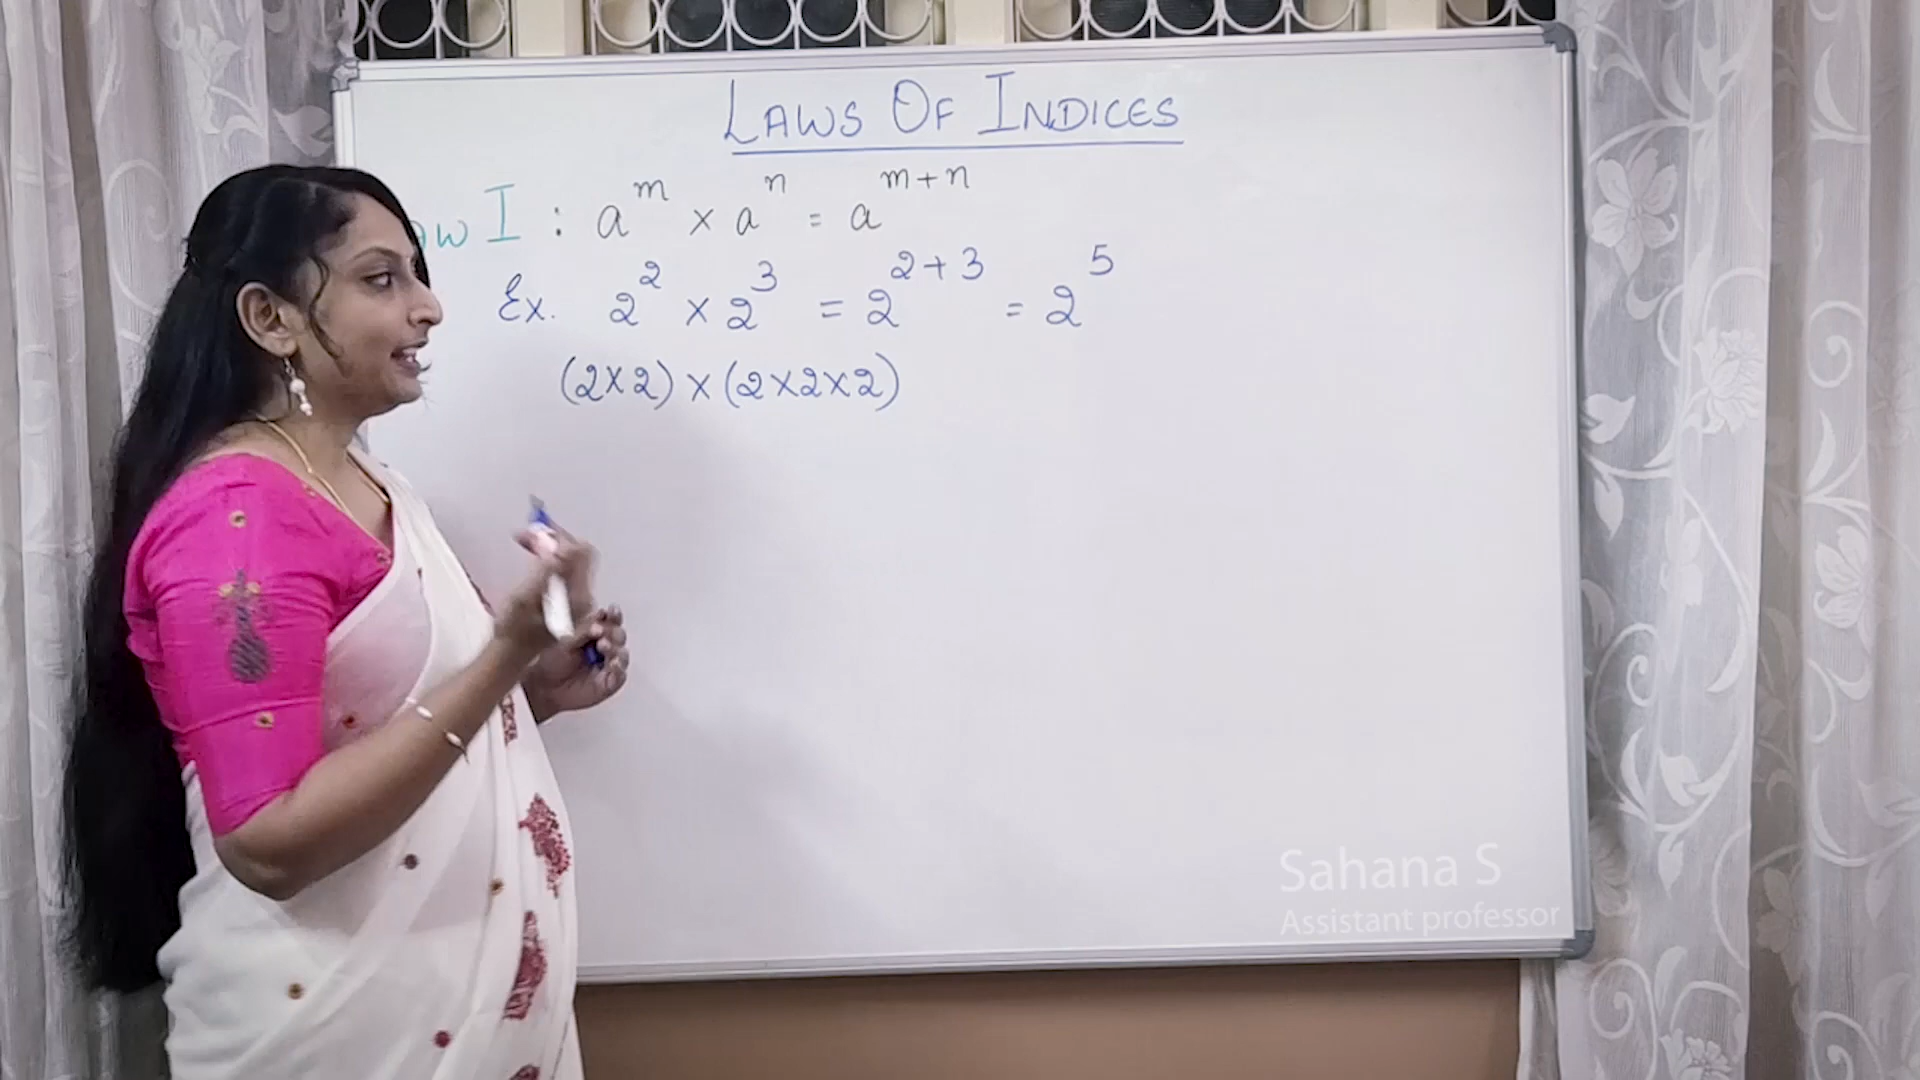 LAWS OF INDICES
I : a^m × a^n = a^(m+n)
Ex. 2^2 × 2^3 = 2^(2+3) = 2^5
(2×2) × (2×2×2)
Sahana S
Assistant professor